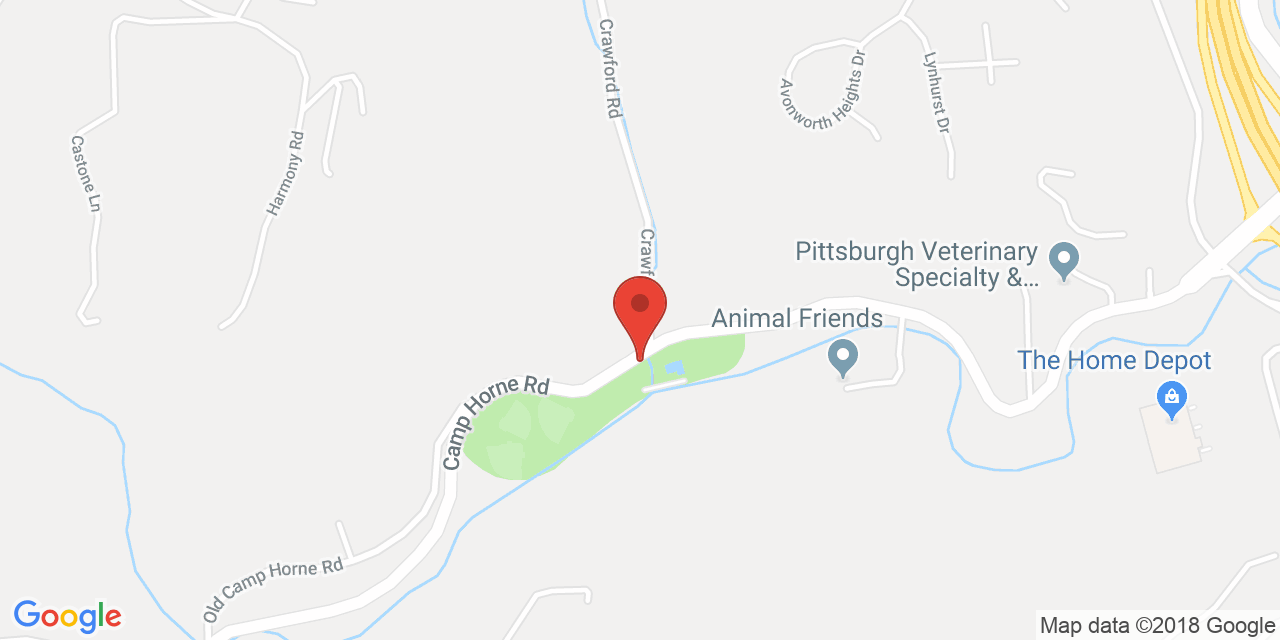 Crawford Rd
Avonworth Heights Dr
Lynhurst Dr
Castone Ln
Harmony Rd
Crawf
Pittsburgh Veterinary
Specialty &...
Animal Friends
The Home Depot
Camp Horne Rd
Old Camp Horne Rd
Google
Map data ©2018 Google